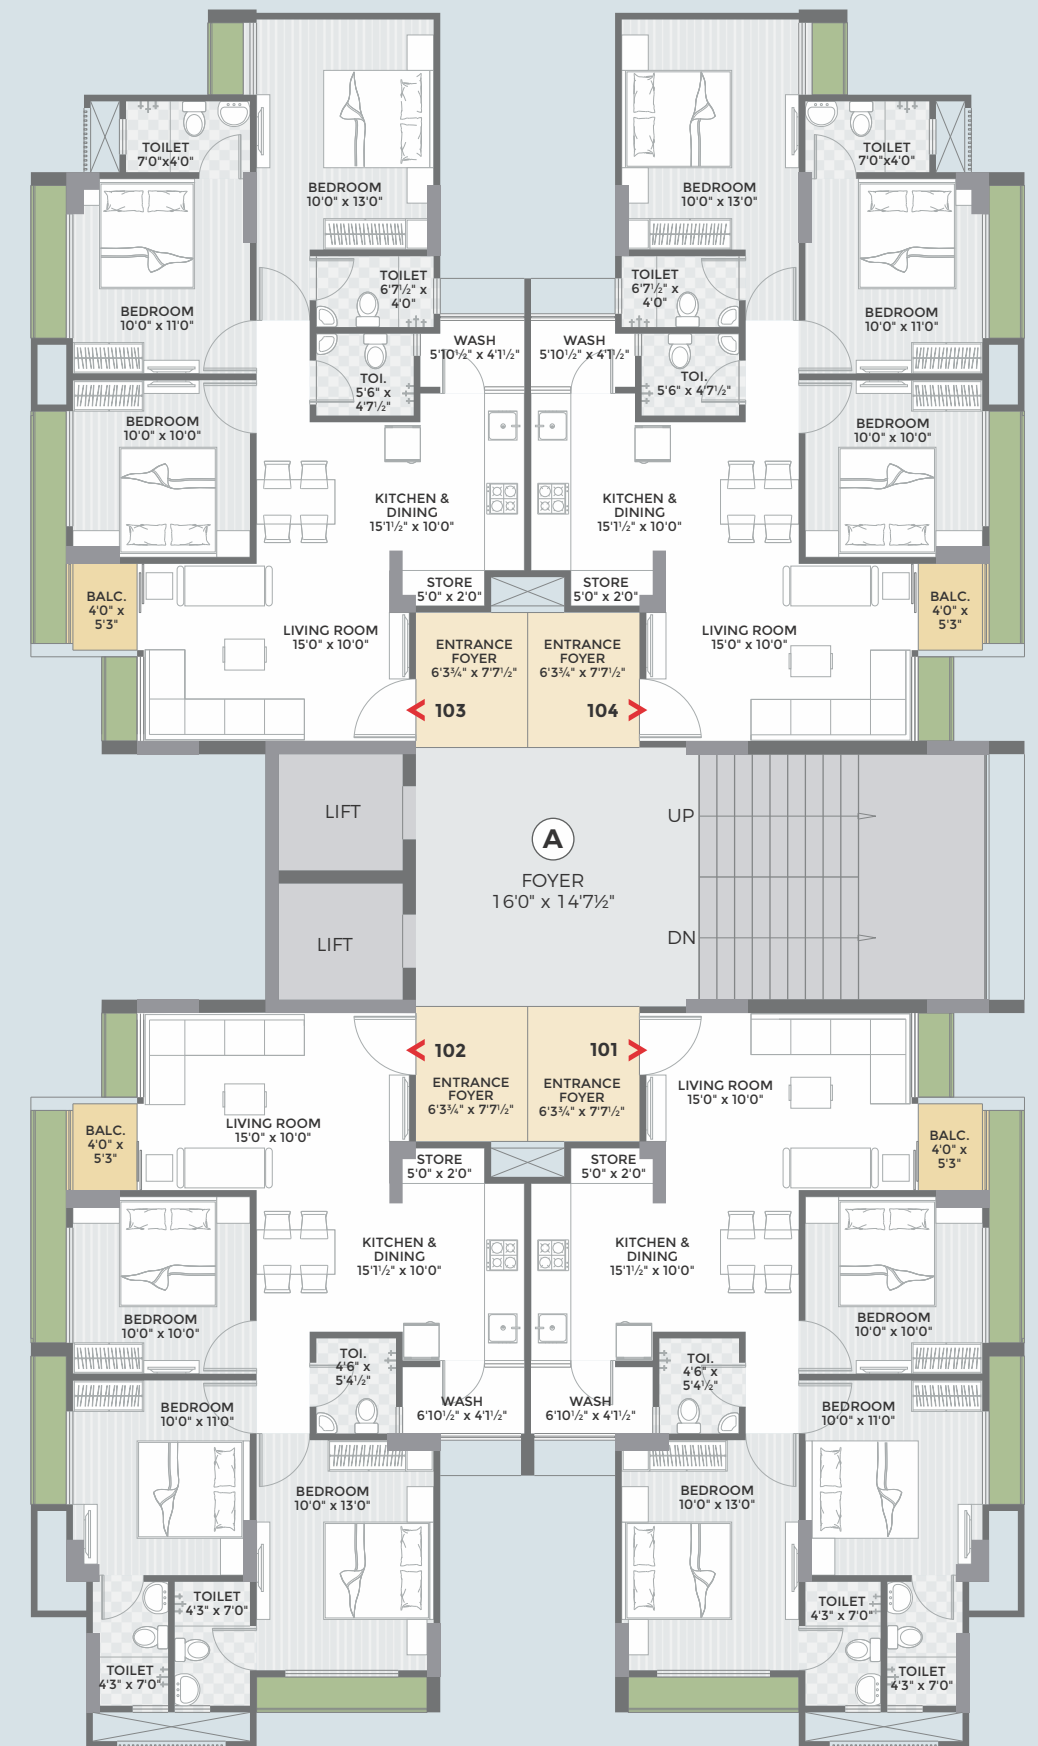 TOILET
7'0"x4'0"
BEDROOM
10'0" x 13'0"
BEDROOM
10'0" x 13'0"
TOILET
7'0"x4'0"
BEDROOM
10'0" x 11'0"
TOILET
6'7½" x
4'0"
TOILET
6'7½" x
4'0"
BEDROOM
10'0" x 11'0"
WASH
5'10½" x 4'1½"
WASH
5'10½" x 4'1½"
TOI.
5'6" x
4'7½"
TOI.
5'6" x 4'7½"
BEDROOM
10'0" x 10'0"
BEDROOM
10'0" x 10'0"
KITCHEN &
DINING
15'1½" x 10'0"
KITCHEN &
DINING
15'1½" x 10'0"
BALC.
4'0" x
5'3"
STORE
5'0" x 2'0"
STORE
5'0" x 2'0"
BALC.
4'0" x
5'3"
LIVING ROOM
15'0" x 10'0"
ENTRANCE
FOYER
6'3¾" x 7'7½"
ENTRANCE
FOYER
6'3¾" x 7'7½"
LIVING ROOM
15'0" x 10'0"
103
104
LIFT
A
FOYER
16'0" x 14'7½"
UP
LIFT
DN
102
101
ENTRANCE
FOYER
6'3¾" x 7'7½"
ENTRANCE
FOYER
6'3¾" x 7'7½"
LIVING ROOM
15'0" x 10'0"
LIVING ROOM
15'0" x 10'0"
BALC.
4'0" x
5'3"
BALC.
4'0" x
5'3"
STORE
5'0" x 2'0"
STORE
5'0" x 2'0"
KITCHEN &
DINING
15'1½" x 10'0"
KITCHEN &
DINING
15'1½" x 10'0"
BEDROOM
10'0" x 10'0"
BEDROOM
10'0" x 10'0"
TOI.
4'6" x
5'4½"
TOI.
4'6" x
5'4½"
BEDROOM
10'0" x 11'0"
WASH
6'10½" x 4'1½"
WASH
6'10½" x 4'1½"
BEDROOM
10'0" x 11'0"
BEDROOM
10'0" x 13'0"
BEDROOM
10'0" x 13'0"
TOILET
4'3" x 7'0"
TOILET
4'3" x 7'0"
TOILET
4'3" x 7'0"
TOILET
4'3" x 7'0"